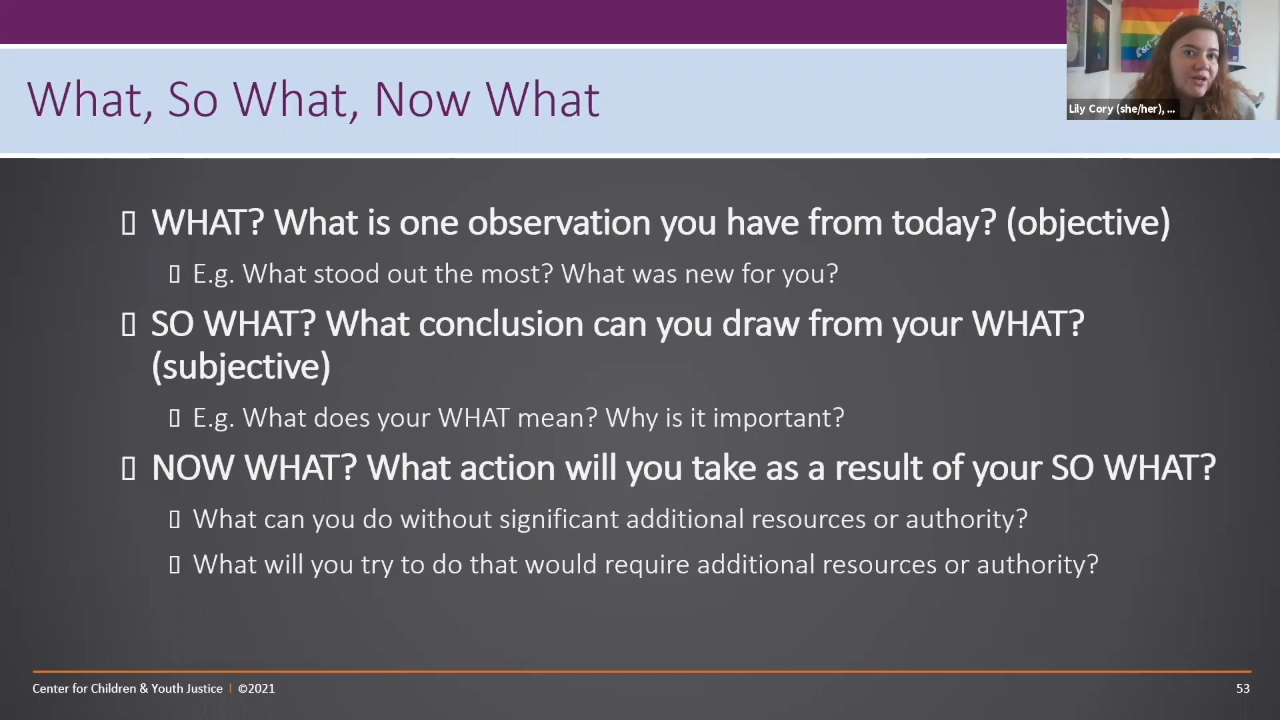 What, So What, Now What
Lily Cory (she/her), ...
WHAT? What is one observation you have from today? (objective)
E.g. What stood out the most? What was new for you?
SO WHAT? What conclusion can you draw from your WHAT?
(subjective)
E.g. What does your WHAT mean? Why is it important?
NOW WHAT? What action will you take as a result of your SO WHAT?
What can you do without significant additional resources or authority?
What will you try to do that would require additional resources or authority?
Center for Children & Youth Justice | ©2021
53